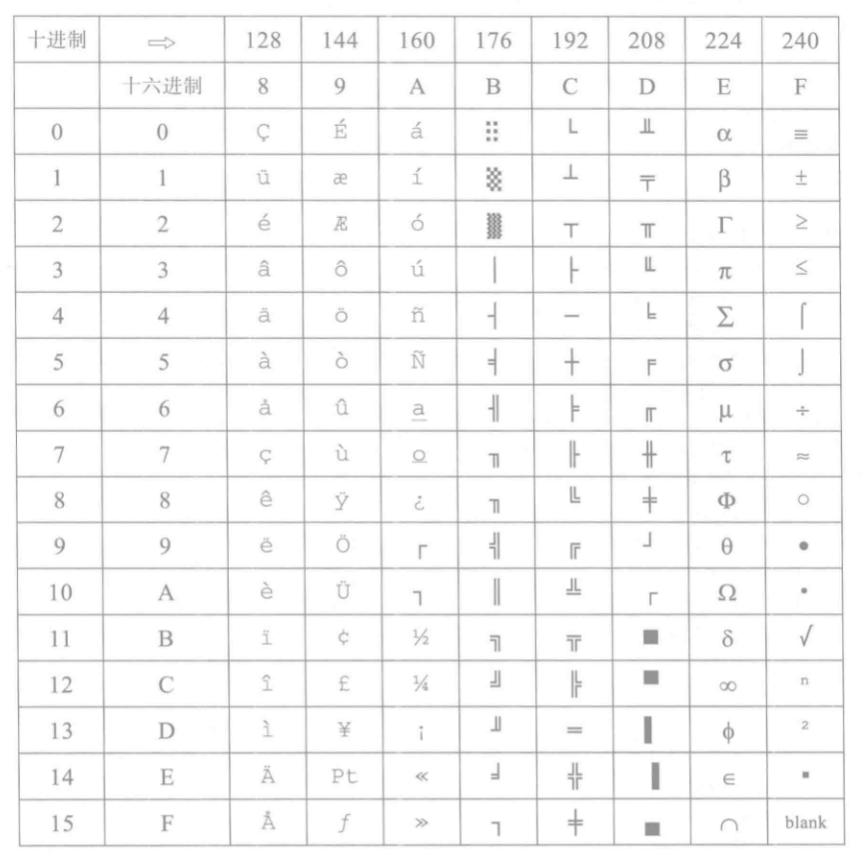 十进制 ⇨ 128 144 160 176 192 208 224 240
十六进制 8 9 A B C D E F
0 0 Ç É á ░ └ ╨ α ≡
1 1 ü æ í ▒ ┴ ╤ β ±
2 2 é Æ ó ▓ ┬ ╥ Γ ≥
3 3 â ô ú │ ├ ╙ π ≤
4 4 ä ö ñ ┤ ─ ╘ Σ ⌠
5 5 à ò Ñ ╡ ┼ ╒ σ ⌡
6 6 å û a ╢ ╞ ╓ μ ÷
7 7 ç ù o ╖ ╟ ╫ τ ≈
8 8 ê ÿ ¿ ╖ ╚ ╪ Φ ○
9 9 ë Ö ┌ ╣ ╔ ┘ θ ●
10 A è Ü ┐ ║ ╩ ┌ Ω •
11 B ï ¢ ½ ╗ ╦ ■ δ √
12 C î £ ¼ ╝ ╠ ▀ ∞ ⁿ
13 D ì ¥ ¡ ╜ ═ ▌ ϕ ²
14 E Ä Pt « ╛ ╬ ▐ ∈ ▪
15 F Å ƒ » ┐ ╪ ▄ ∩ blank